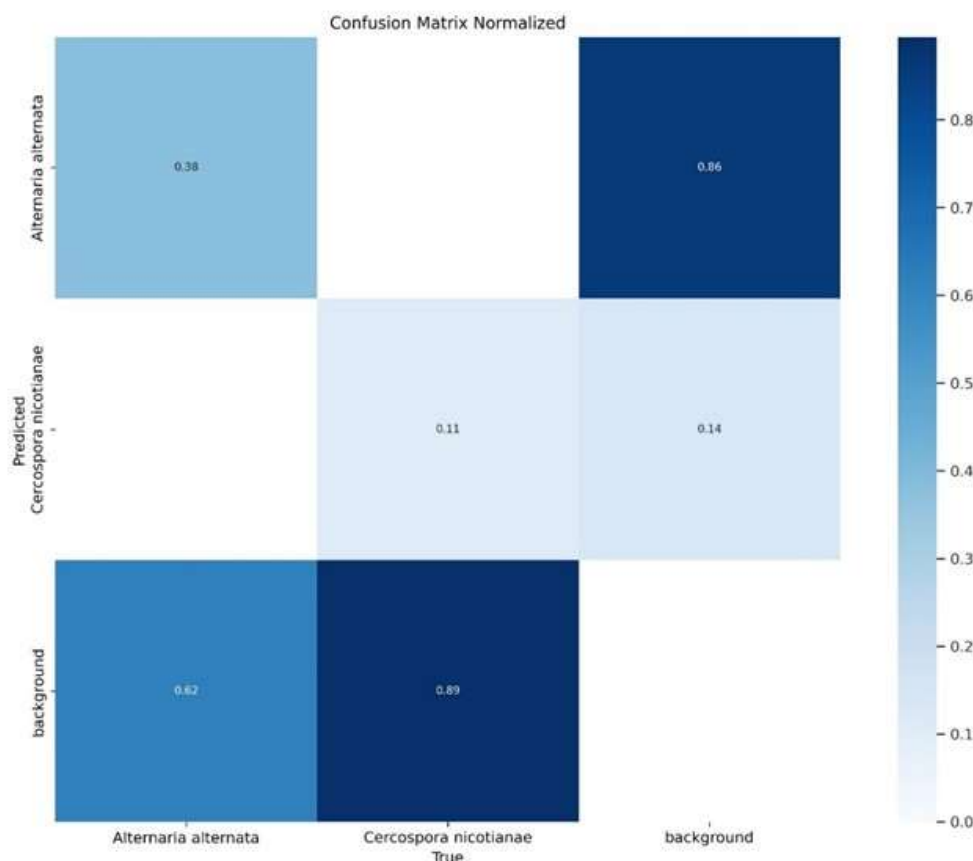 Confusion Matrix Normalized
Alternaria alternata
0.38
0.86
Predicted
Cercospora nicotianae
0.11
0.14
background
0.62
0.89
Alternaria alternata
Cercospora nicotianae
background
True
0.8
0.7
0.6
0.5
0.4
0.3
0.2
0.1
0.0